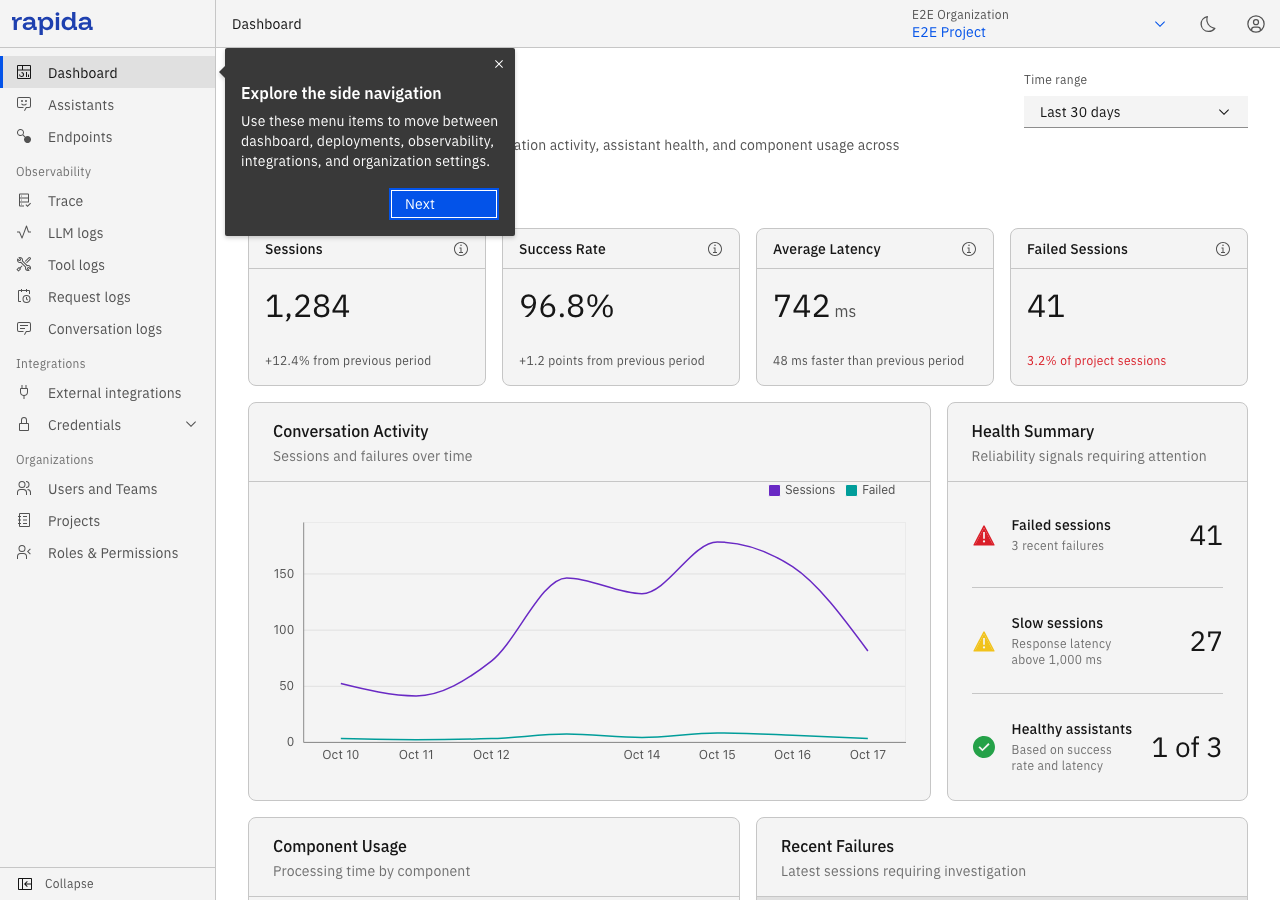 rapida
Dashboard
E2E Organization
E2E Project
Dashboard
Assistants
Endpoints
Observability
Trace
LLM logs
Tool logs
Request logs
Conversation logs
Integrations
External integrations
Credentials
Organizations
Users and Teams
Projects
Roles & Permissions
Collapse
Explore the side navigation
Use these menu items to move between
dashboard, deployments, observability,
integrations, and organization settings.
Next
Time range
Last 30 days
activity, assistant health, and component usage across
Sessions
1,284
+12.4% from previous period
Success Rate
96.8%
+1.2 points from previous period
Average Latency
742 ms
48 ms faster than previous period
Failed Sessions
41
3.2% of project sessions
Conversation Activity
Sessions and failures over time
Sessions Failed
150
100
50
0
Oct 10 Oct 11 Oct 12 Oct 14 Oct 15 Oct 16 Oct 17
Health Summary
Reliability signals requiring attention
Failed sessions
3 recent failures
41
Slow sessions
Response latency
above 1,000 ms
27
Healthy assistants
Based on success
rate and latency
1 of 3
Component Usage
Processing time by component
Recent Failures
Latest sessions requiring investigation